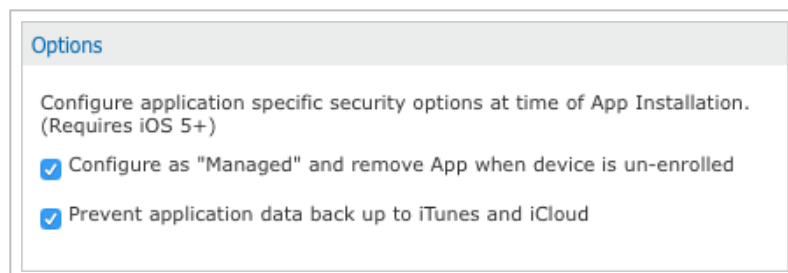 Options
Configure application specific security options at time of App Installation.
(Requires iOS 5+)
Configure as "Managed" and remove App when device is un-enrolled
Prevent application data back up to iTunes and iCloud